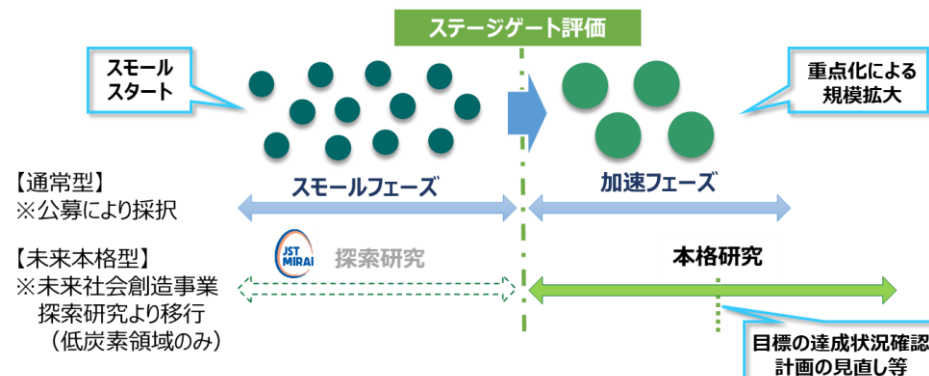 ステージゲート評価
スモール
スタート
重点化による
規模拡大
【通常型】
※公募により採択
スモールフェーズ
加速フェーズ
【未来本格型】
※未来社会創造事業
探索研究より移行
（低炭素領域のみ）
JST
MIRAI
探索研究
本格研究
目標の達成状況確認
計画の見直し等